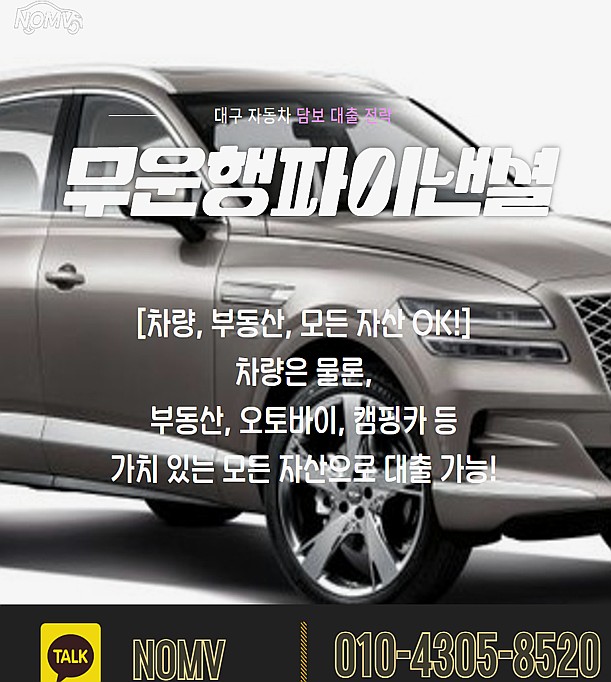 NOMV
대구 자동차 담보 대출 전략
무운행파이낸셜
[차량, 부동산, 모든 자산 OK!]
차량은 물론,
부동산, 오토바이, 캠핑카 등
가치 있는 모든 자산으로 대출 가능!
TALK NOMV 010-4305-8520